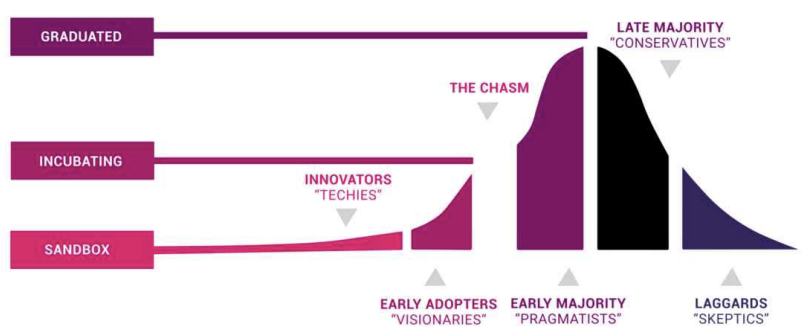 GRADUATED
LATE MAJORITY
"CONSERVATIVES"
THE CHASM
INCUBATING
INNOVATORS
"TECHIES"
SANDBOX
EARLY ADOPTERS
"VISIONARIES"
EARLY MAJORITY
"PRAGMATISTS"
LAGGARDS
"SKEPTICS"